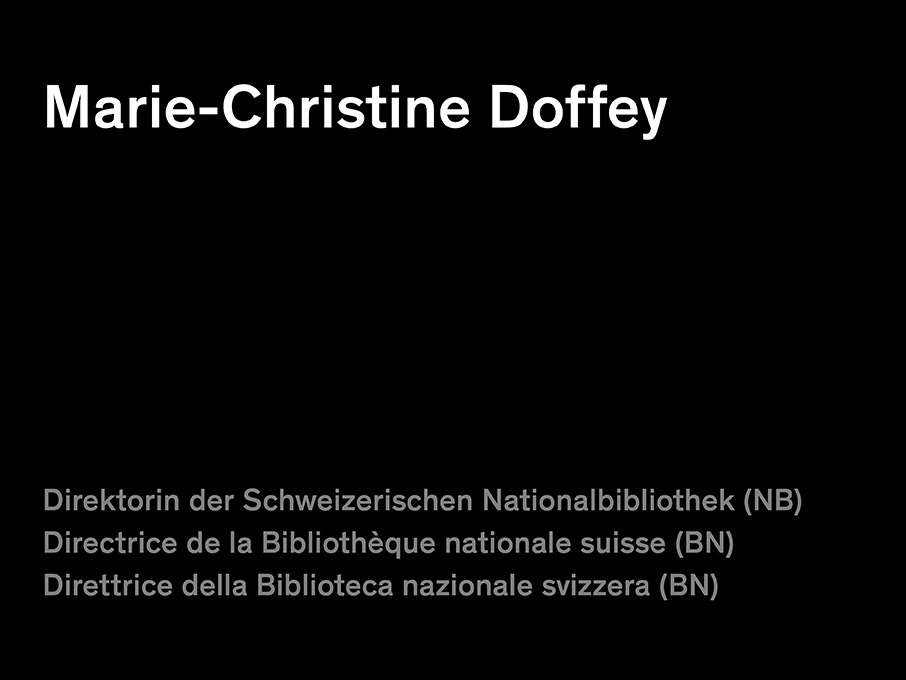 Marie-Christine Doffey
Direktorin der Schweizerischen Nationalbibliothek (NB)
Directrice de la Bibliothèque nationale suisse (BN)
Direttrice della Biblioteca nazionale svizzera (BN)